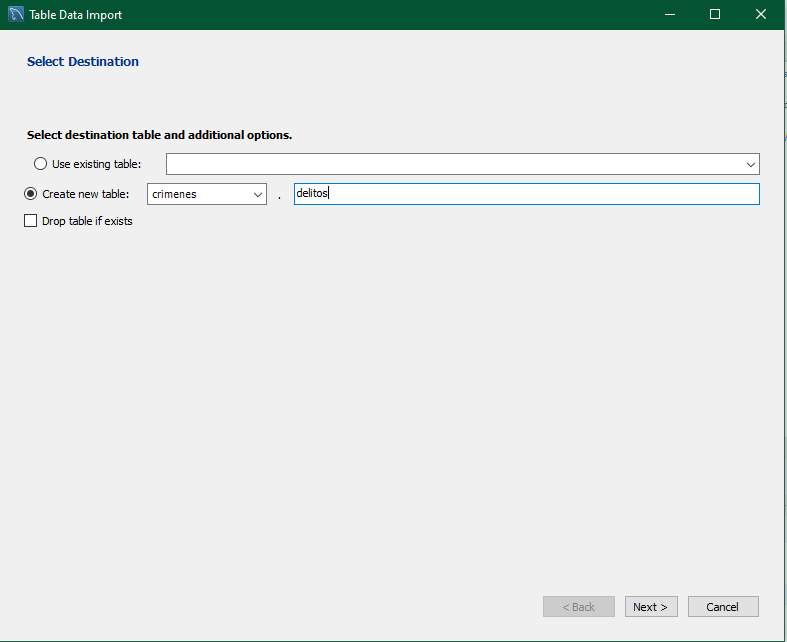 Table Data Import
Select Destination
Select destination table and additional options.
Use existing table:
Create new table: crimenes . delitos
Drop table if exists
< Back Next > Cancel